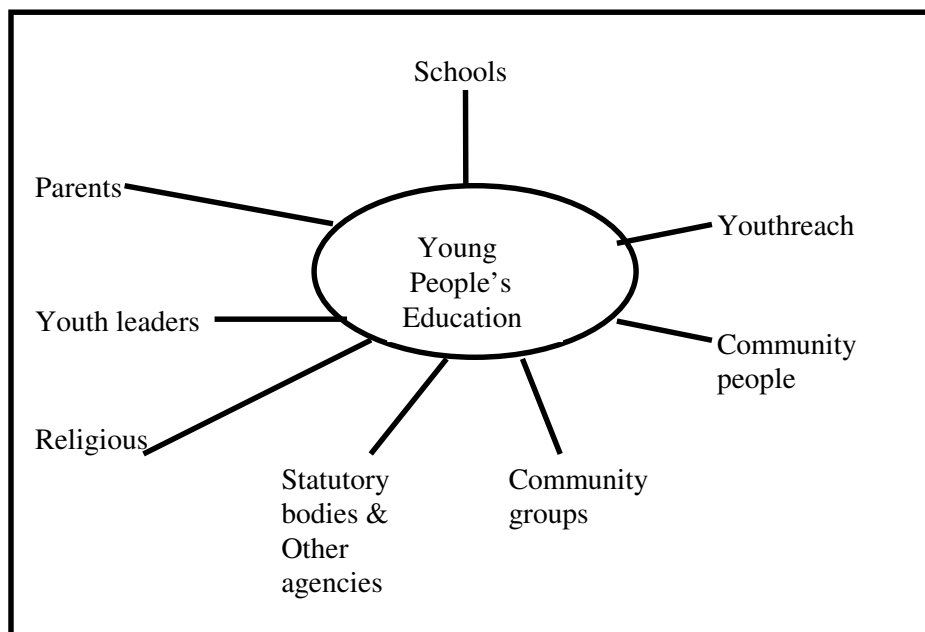 Schools
Parents
Youthreach
Young
People’s
Education
Youth leaders
Community
people
Religious
Statutory
bodies &
Other
agencies
Community
groups